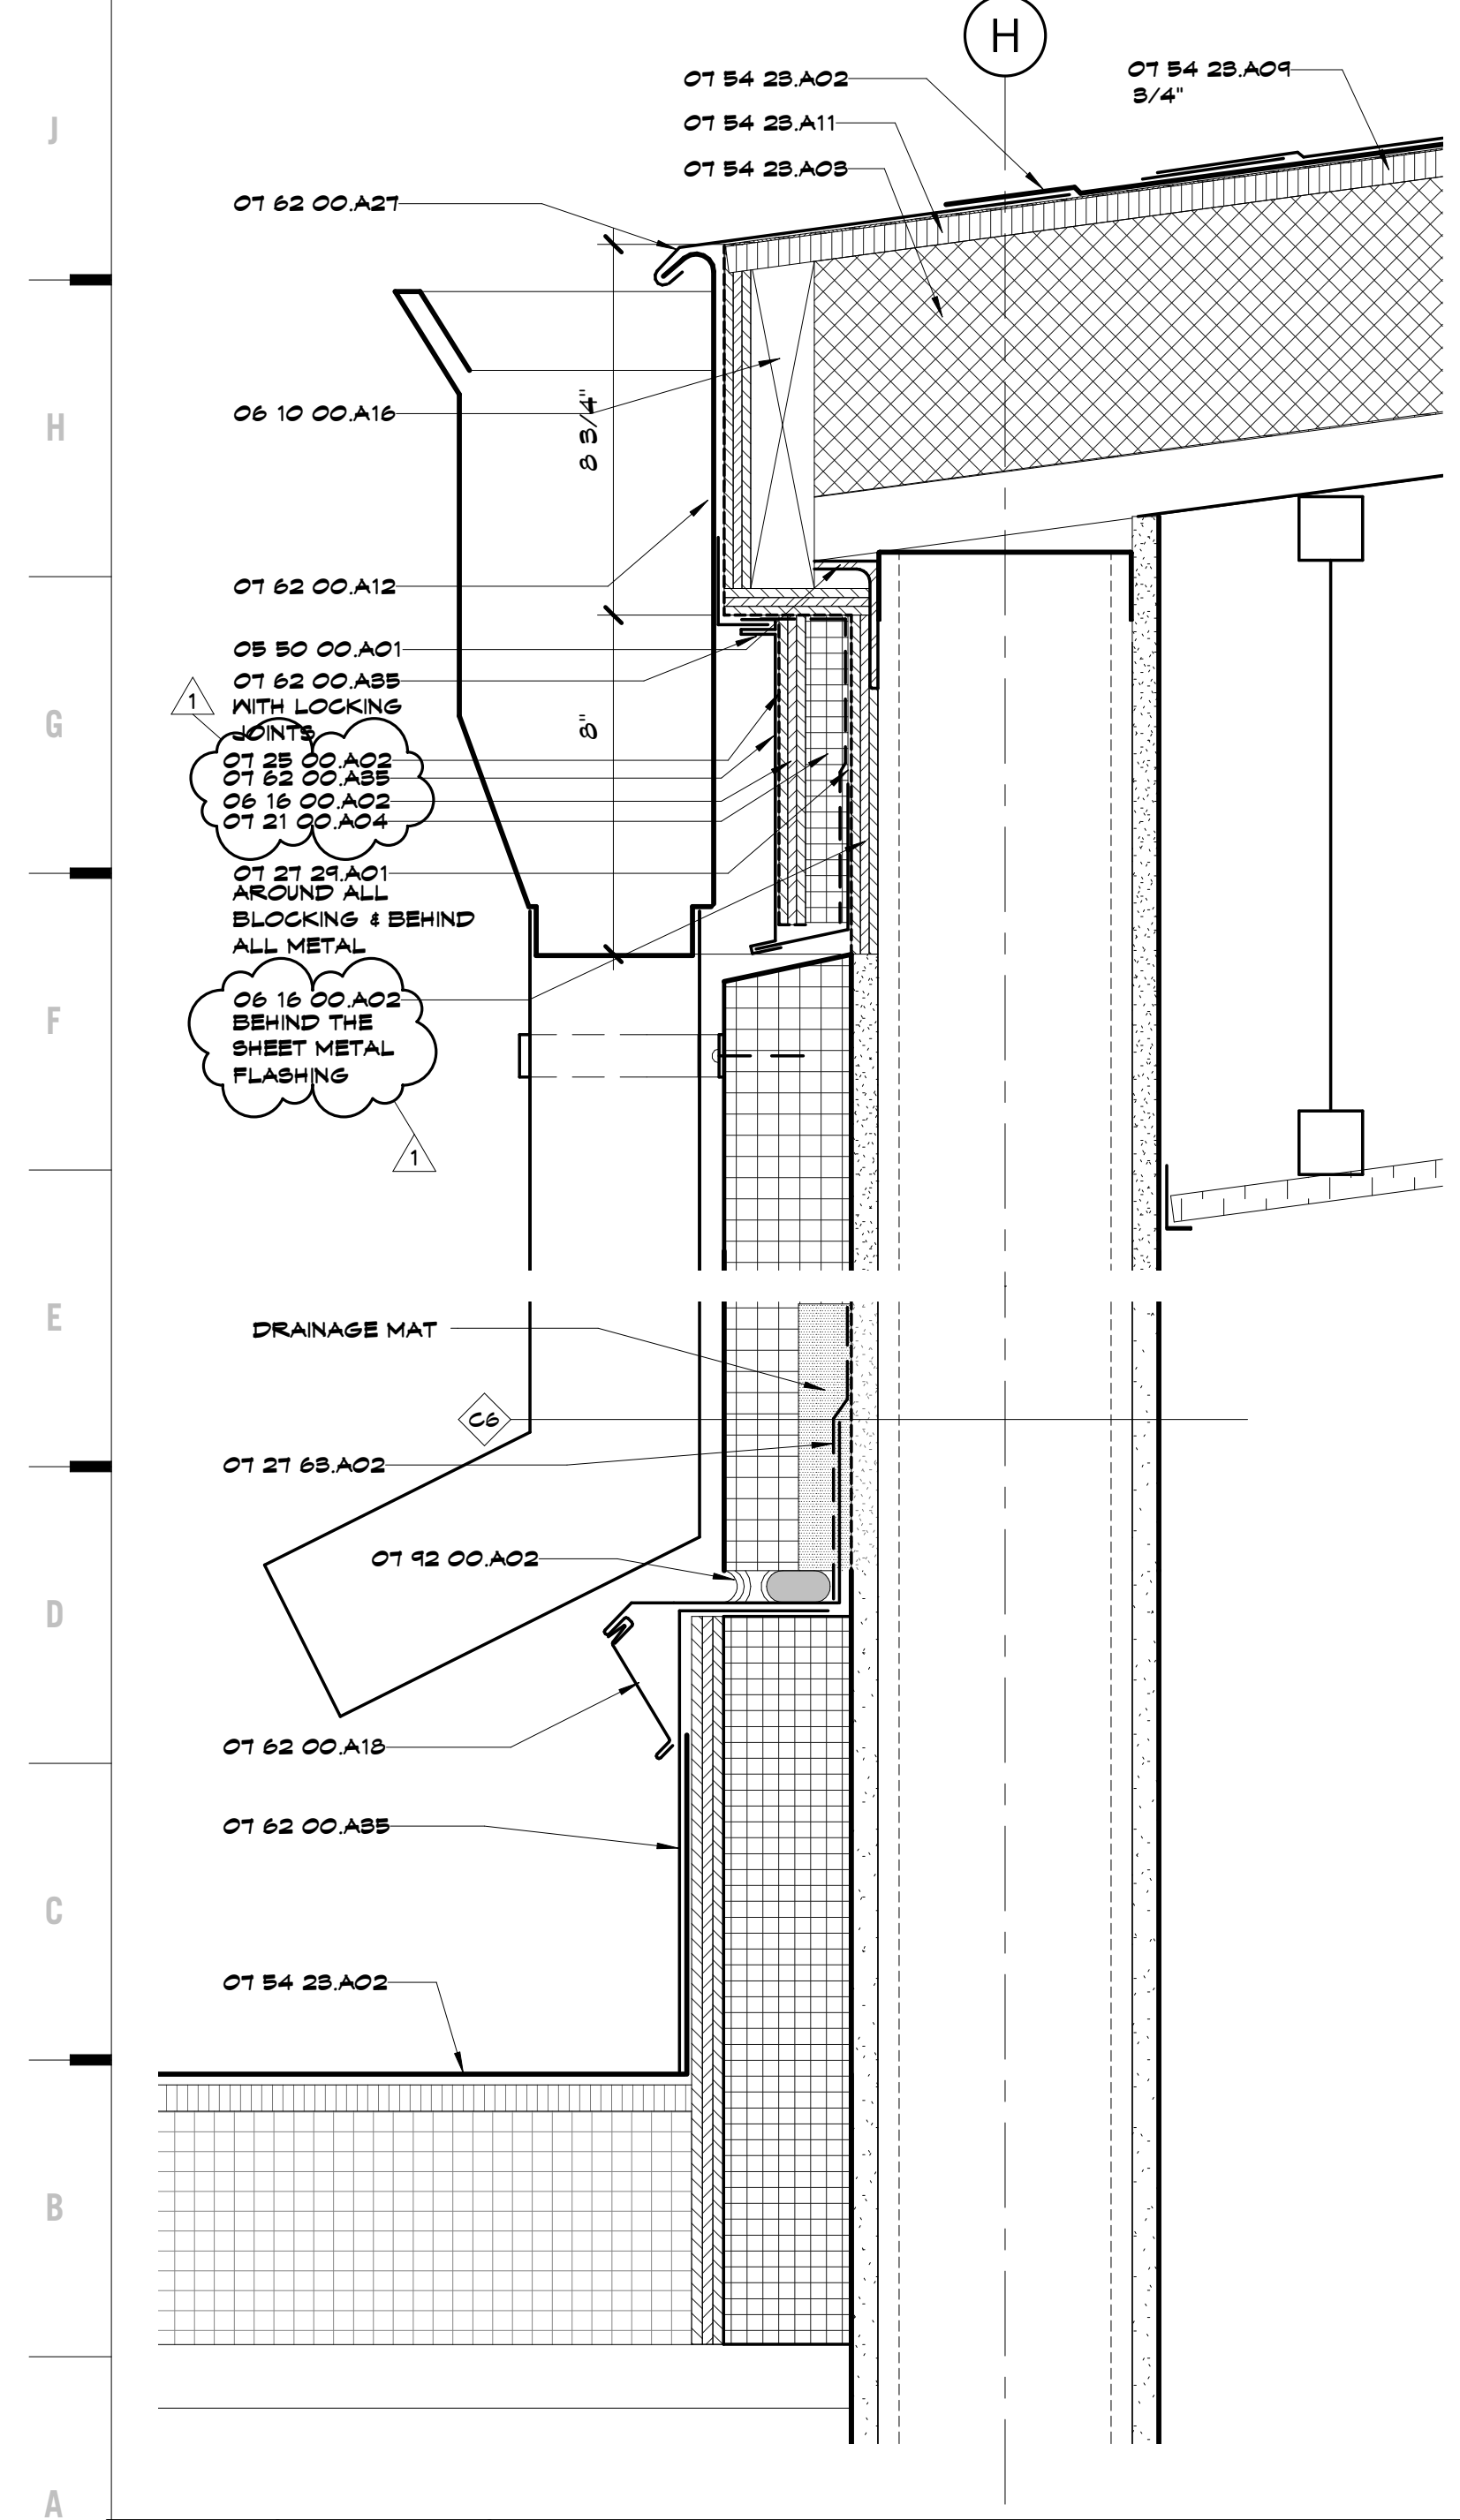 H
07 54 23.A02
07 54 23.A09
3/4"
07 54 23.A11
J
07 54 23.A03
07 62 00.A27
06 10 00.A16
H
8 3/4"
07 62 00.A12
05 50 00.A01
07 62 00.A35
WITH LOCKING
JOINTS
1
G
8"
07 25 00.A02
07 62 00.A35
06 16 00.A02
07 21 00.A04
07 27 29.A01
AROUND ALL
BLOCKING & BEHIND
ALL METAL
06 16 00.A02
BEHIND THE
SHEET METAL
FLASHING
F
1
E
DRAINAGE MAT
C6
07 27 63.A02
07 92 00.A02
D
07 62 00.A18
07 62 00.A35
C
07 54 23.A02
B
A